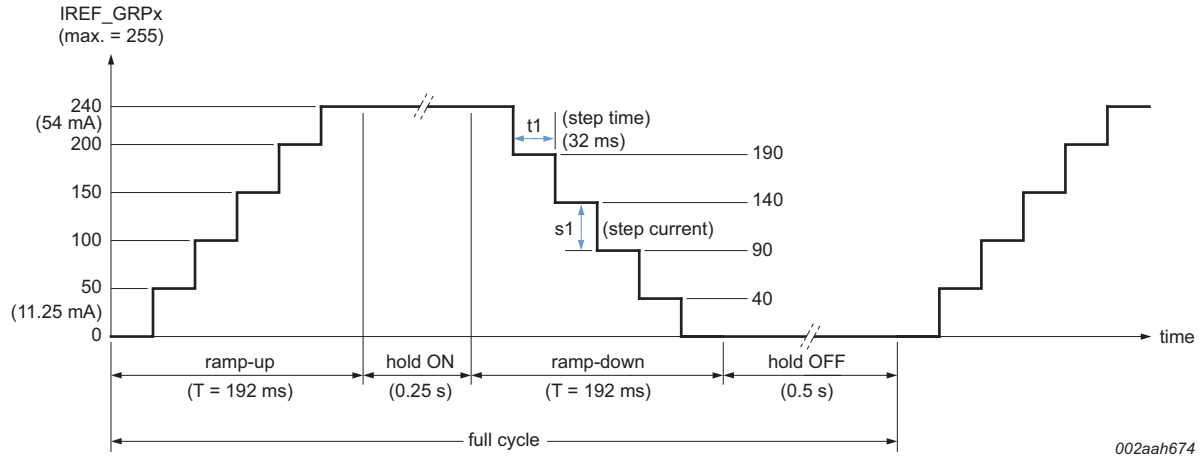 IREF_GRPx
(max. = 255)
240
(54 mA)
200
150
100
50
(11.25 mA)
0
t1
(step time)
(32 ms)
190
140
s1
(step current)
90
40
time
ramp-up
(T = 192 ms)
hold ON
(0.25 s)
ramp-down
(T = 192 ms)
hold OFF
(0.5 s)
full cycle
002aah674